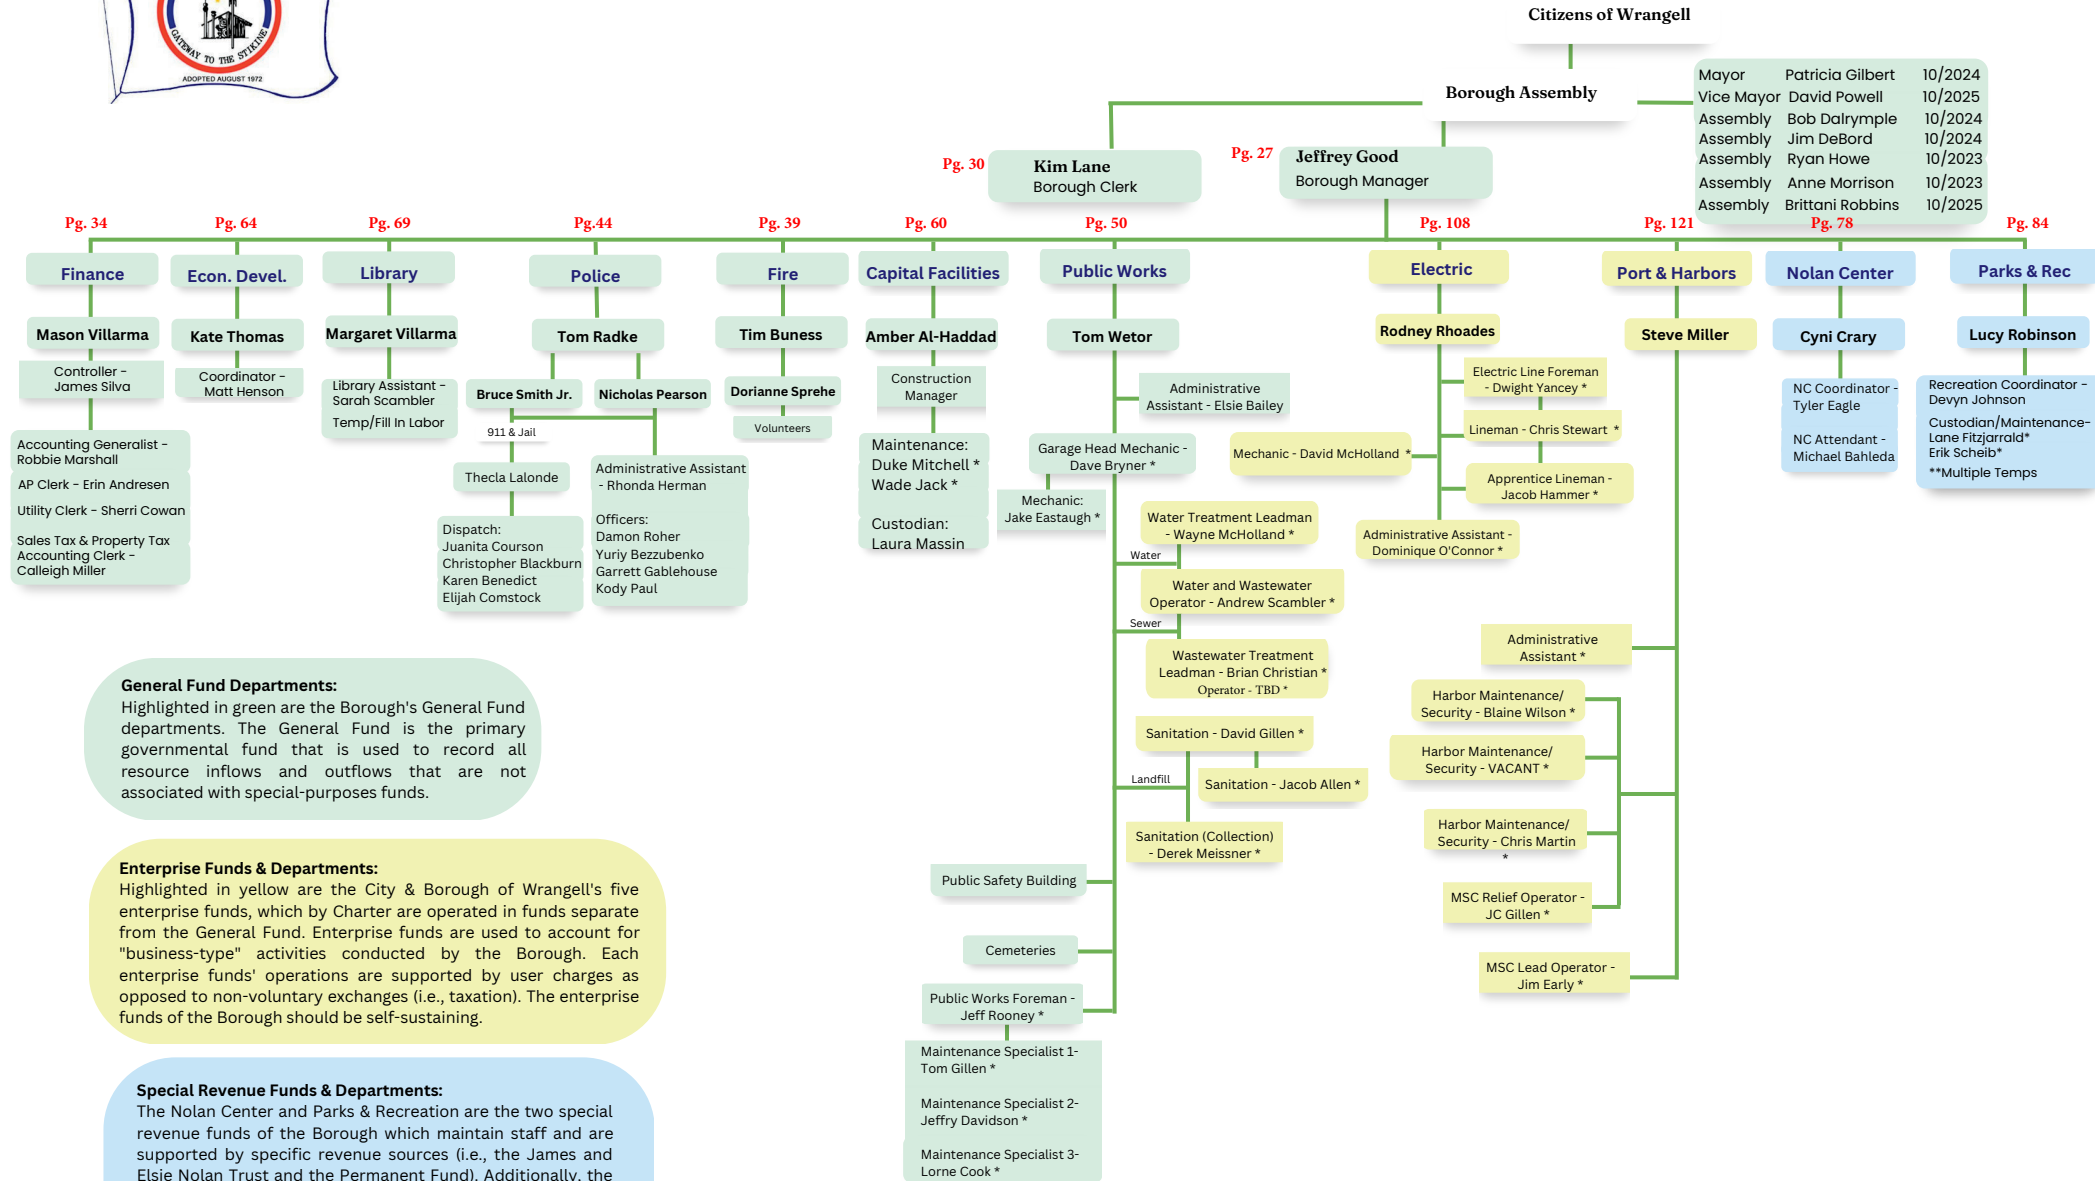 GATEWAY TO THE STIKINE
ADOPTED AUGUST 1972
Citizens of Wrangell
Borough Assembly
Mayor Patricia Gilbert 10/2024
Vice Mayor David Powell 10/2025
Assembly Bob Dalrymple 10/2024
Assembly Jim DeBord 10/2024
Assembly Ryan Howe 10/2023
Assembly Anne Morrison 10/2023
Assembly Brittani Robbins 10/2025
Pg. 30
Kim Lane
Borough Clerk
Pg. 27
Jeffrey Good
Borough Manager
Pg. 34
Finance
Mason Villarma
Controller -
James Silva
Accounting Generalist -
Robbie Marshall
AP Clerk - Erin Andresen
Utility Clerk - Sherri Cowan
Sales Tax & Property Tax
Accounting Clerk -
Calleigh Miller
Pg. 64
Econ. Devel.
Kate Thomas
Coordinator -
Matt Henson
Pg. 69
Library
Margaret Villarma
Library Assistant -
Sarah Scambler
Temp/Fill In Labor
Pg.44
Police
Tom Radke
Bruce Smith Jr.
Nicholas Pearson
911 & Jail
Thecla Lalonde
Dispatch:
Juanita Courson
Christopher Blackburn
Karen Benedict
Elijah Comstock
Administrative Assistant
- Rhonda Herman
Officers:
Damon Roher
Yuriy Bezzubenko
Garrett Gablehouse
Kody Paul
Pg. 39
Fire
Tim Buness
Dorianne Sprehe
Volunteers
Pg. 60
Capital Facilities
Amber Al-Haddad
Construction
Manager
Maintenance:
Duke Mitchell *
Wade Jack *
Custodian:
Laura Massin
Pg. 50
Public Works
Tom Wetor
Administrative
Assistant - Elsie Bailey
Garage Head Mechanic -
Dave Bryner *
Mechanic:
Jake Eastaugh *
Water Treatment Leadman
- Wayne McHolland *
Water
Water and Wastewater
Operator - Andrew Scambler *
Sewer
Wastewater Treatment
Leadman - Brian Christian *
Operator - TBD *
Sanitation - David Gillen *
Landfill
Sanitation - Jacob Allen *
Sanitation (Collection)
- Derek Meissner *
Public Safety Building
Cemeteries
Public Works Foreman -
Jeff Rooney *
Maintenance Specialist 1-
Tom Gillen *
Maintenance Specialist 2-
Jeffry Davidson *
Maintenance Specialist 3-
Lorne Cook *
Pg. 108
Electric
Rodney Rhoades
Electric Line Foreman
- Dwight Yancey *
Lineman - Chris Stewart *
Mechanic - David McHolland *
Apprentice Lineman -
Jacob Hammer *
Administrative Assistant -
Dominique O'Connor *
Pg. 121
Port & Harbors
Steve Miller
Administrative
Assistant *
Harbor Maintenance/
Security - Blaine Wilson *
Harbor Maintenance/
Security - VACANT *
Harbor Maintenance/
Security - Chris Martin
*
MSC Relief Operator -
JC Gillen *
MSC Lead Operator -
Jim Early *
Pg. 78
Nolan Center
Cyni Crary
NC Coordinator -
Tyler Eagle
NC Attendant -
Michael Bahleda
Pg. 84
Parks & Rec
Lucy Robinson
Recreation Coordinator -
Devyn Johnson
Custodian/Maintenance-
Lane Fitzjarrald*
Erik Scheib*
**Multiple Temps
General Fund Departments:
Highlighted in green are the Borough's General Fund
departments. The General Fund is the primary
governmental fund that is used to record all
resource inflows and outflows that are not
associated with special-purposes funds.
Enterprise Funds & Departments:
Highlighted in yellow are the City & Borough of Wrangell's five
enterprise funds, which by Charter are operated in funds separate
from the General Fund. Enterprise funds are used to account for
"business-type" activities conducted by the Borough. Each
enterprise funds' operations are supported by user charges as
opposed to non-voluntary exchanges (i.e., taxation). The enterprise
funds of the Borough should be self-sustaining.
Special Revenue Funds & Departments:
The Nolan Center and Parks & Recreation are the two special
revenue funds of the Borough which maintain staff and are
supported by specific revenue sources (i.e., the James and
Elsie Nolan Trust and the Permanent Fund). Additionally, the